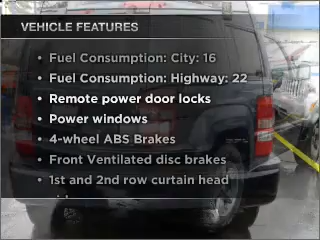 VEHICLE FEATURES
• Fuel Consumption: City: 16
• Fuel Consumption: Highway: 22
• Remote power door locks
• Power windows
• 4-wheel ABS Brakes
• Front Ventilated disc brakes
• 1st and 2nd row curtain head